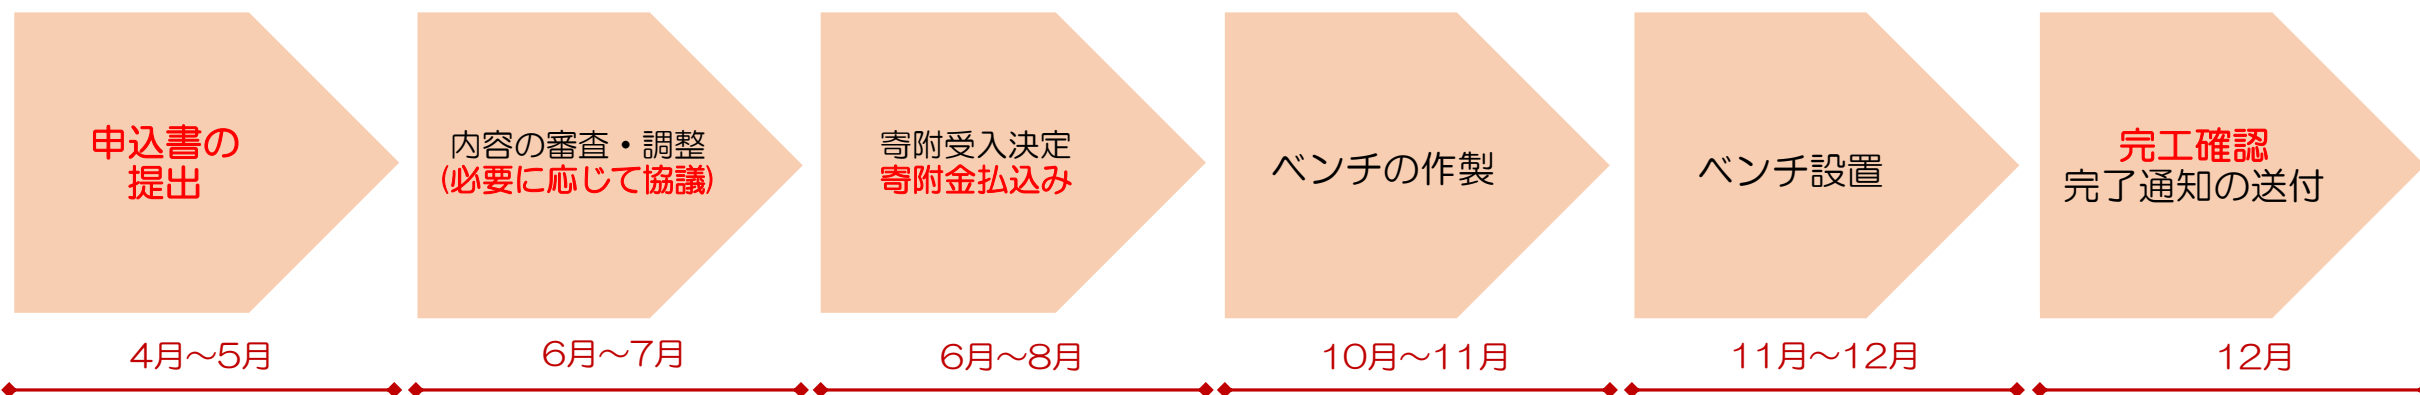 申込書の
提出
内容の審査・調整
(必要に応じて協議)
寄附受入決定
寄附金払込み
ベンチの作製
ベンチ設置
完工確認
完了通知の送付
4月～5月
6月～7月
6月～8月
10月～11月
11月～12月
12月